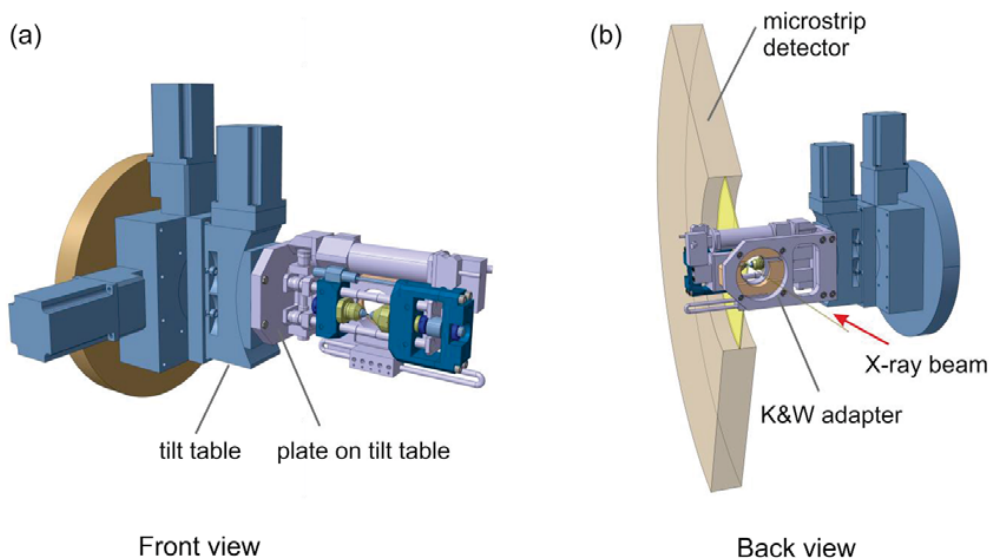 (a)
tilt table
plate on tilt table
Front view
(b)
microstrip
detector
X-ray beam
K&W adapter
Back view